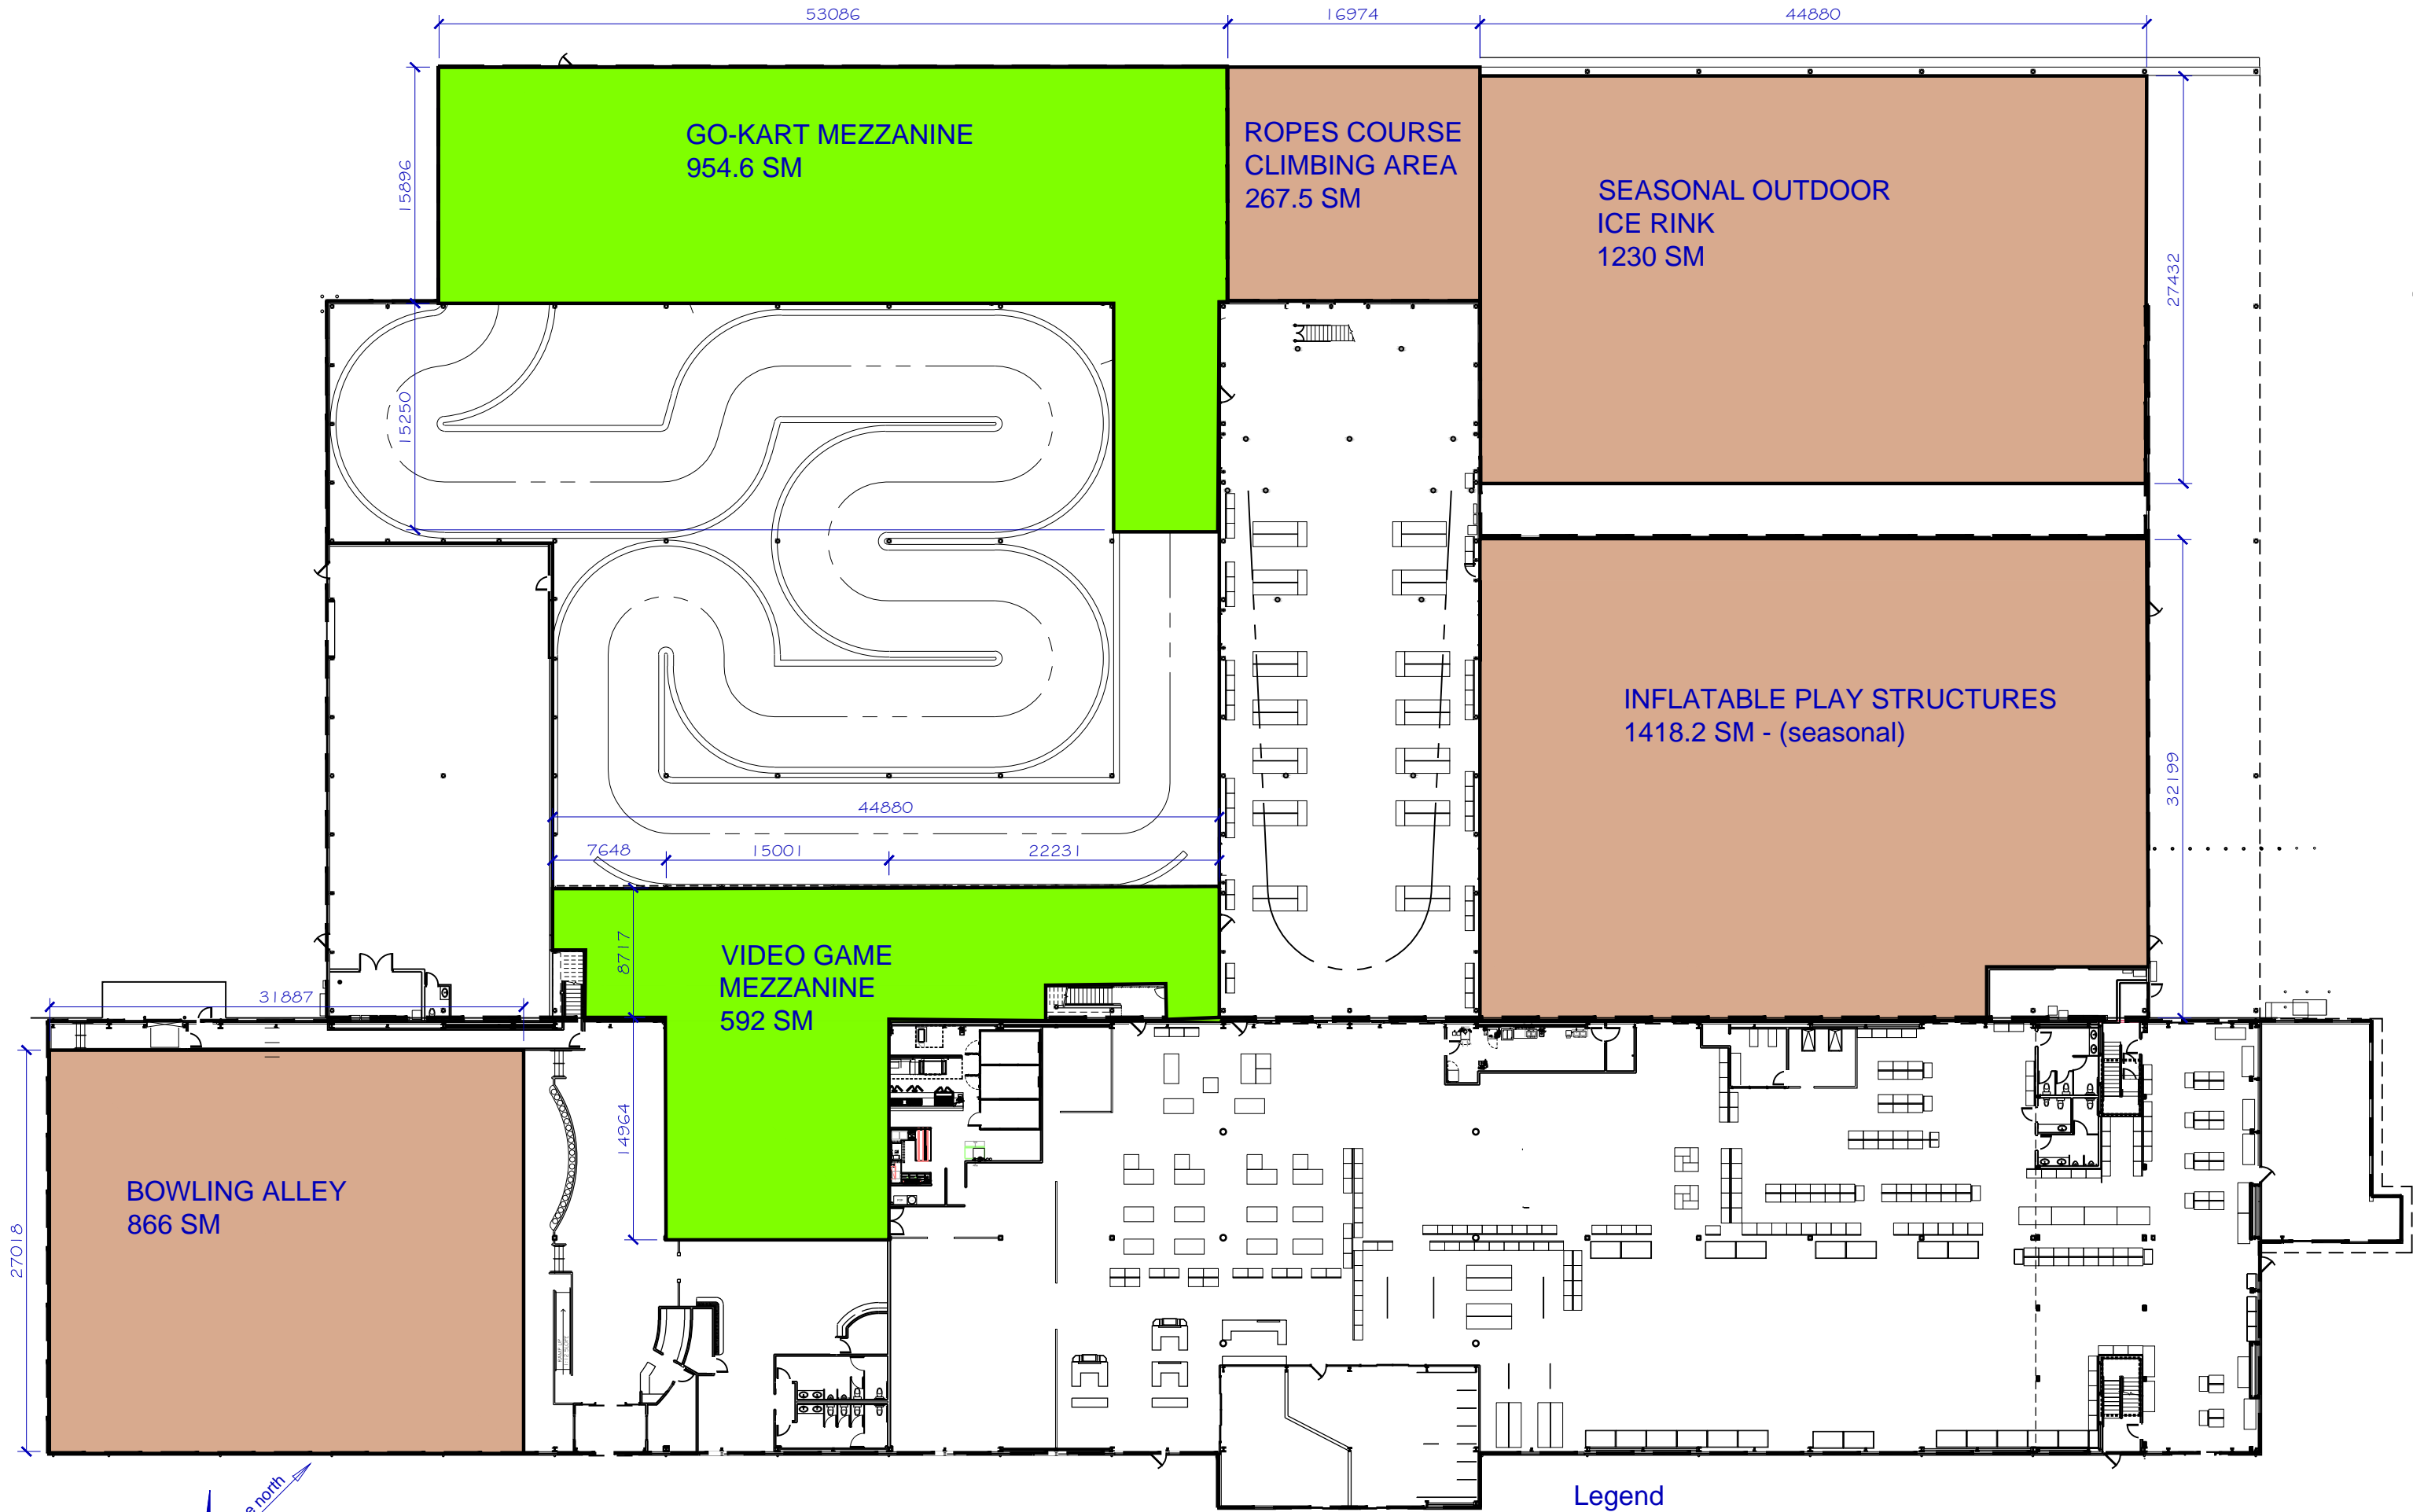 53086
16974
44880
GO-KART MEZZANINE
954.6 SM
ROPES COURSE
CLIMBING AREA
267.5 SM
SEASONAL OUTDOOR
ICE RINK
1230 SM
15896
27432
15250
INFLATABLE PLAY STRUCTURES
1418.2 SM - (seasonal)
32199
44880
7648
15001
22231
8717
VIDEO GAME
MEZZANINE
592 SM
31887
14964
BOWLING ALLEY
866 SM
27018
north
Legend